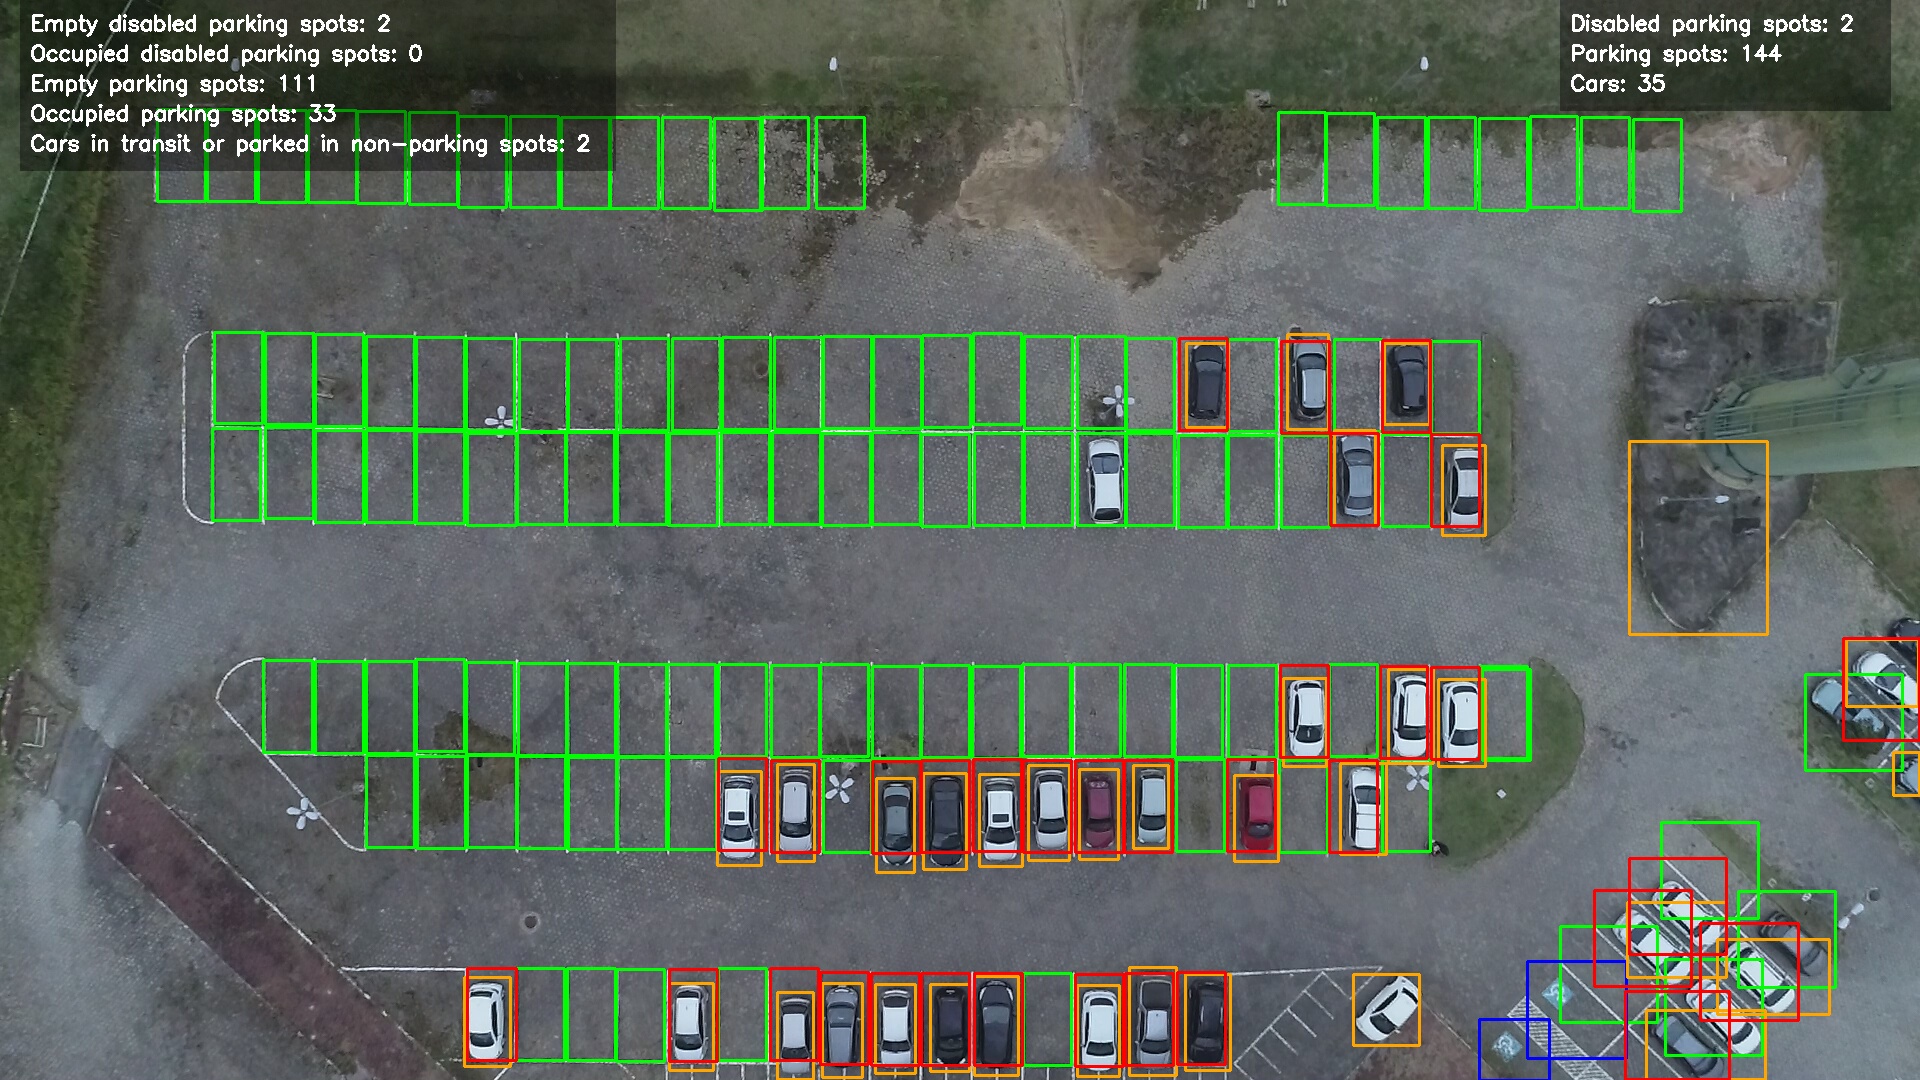 Empty disabled parking spots: 2
Occupied disabled parking spots: 0
Empty parking spots: 111
Occupied parking spots: 33
Cars in transit or parked in non-parking spots: 2
Disabled parking spots: 2
Parking spots: 144
Cars: 35